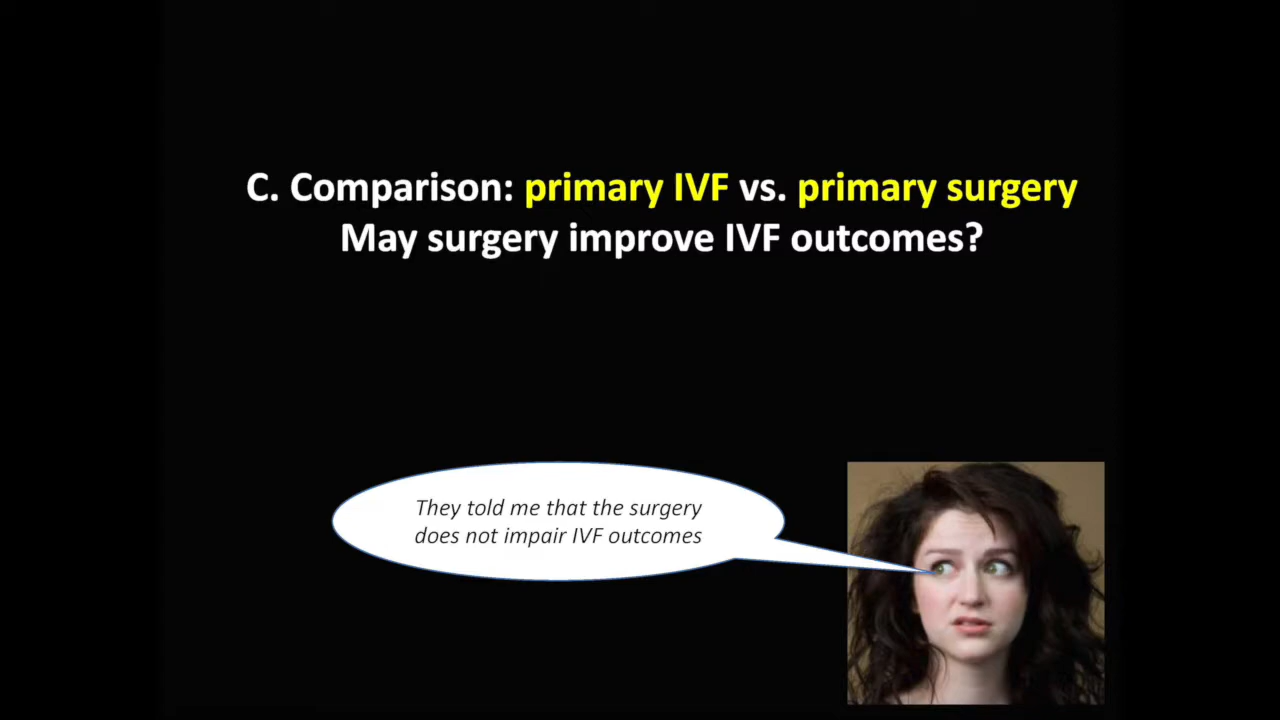 C. Comparison: primary IVF vs. primary surgery
May surgery improve IVF outcomes?
They told me that the surgery
does not impair IVF outcomes